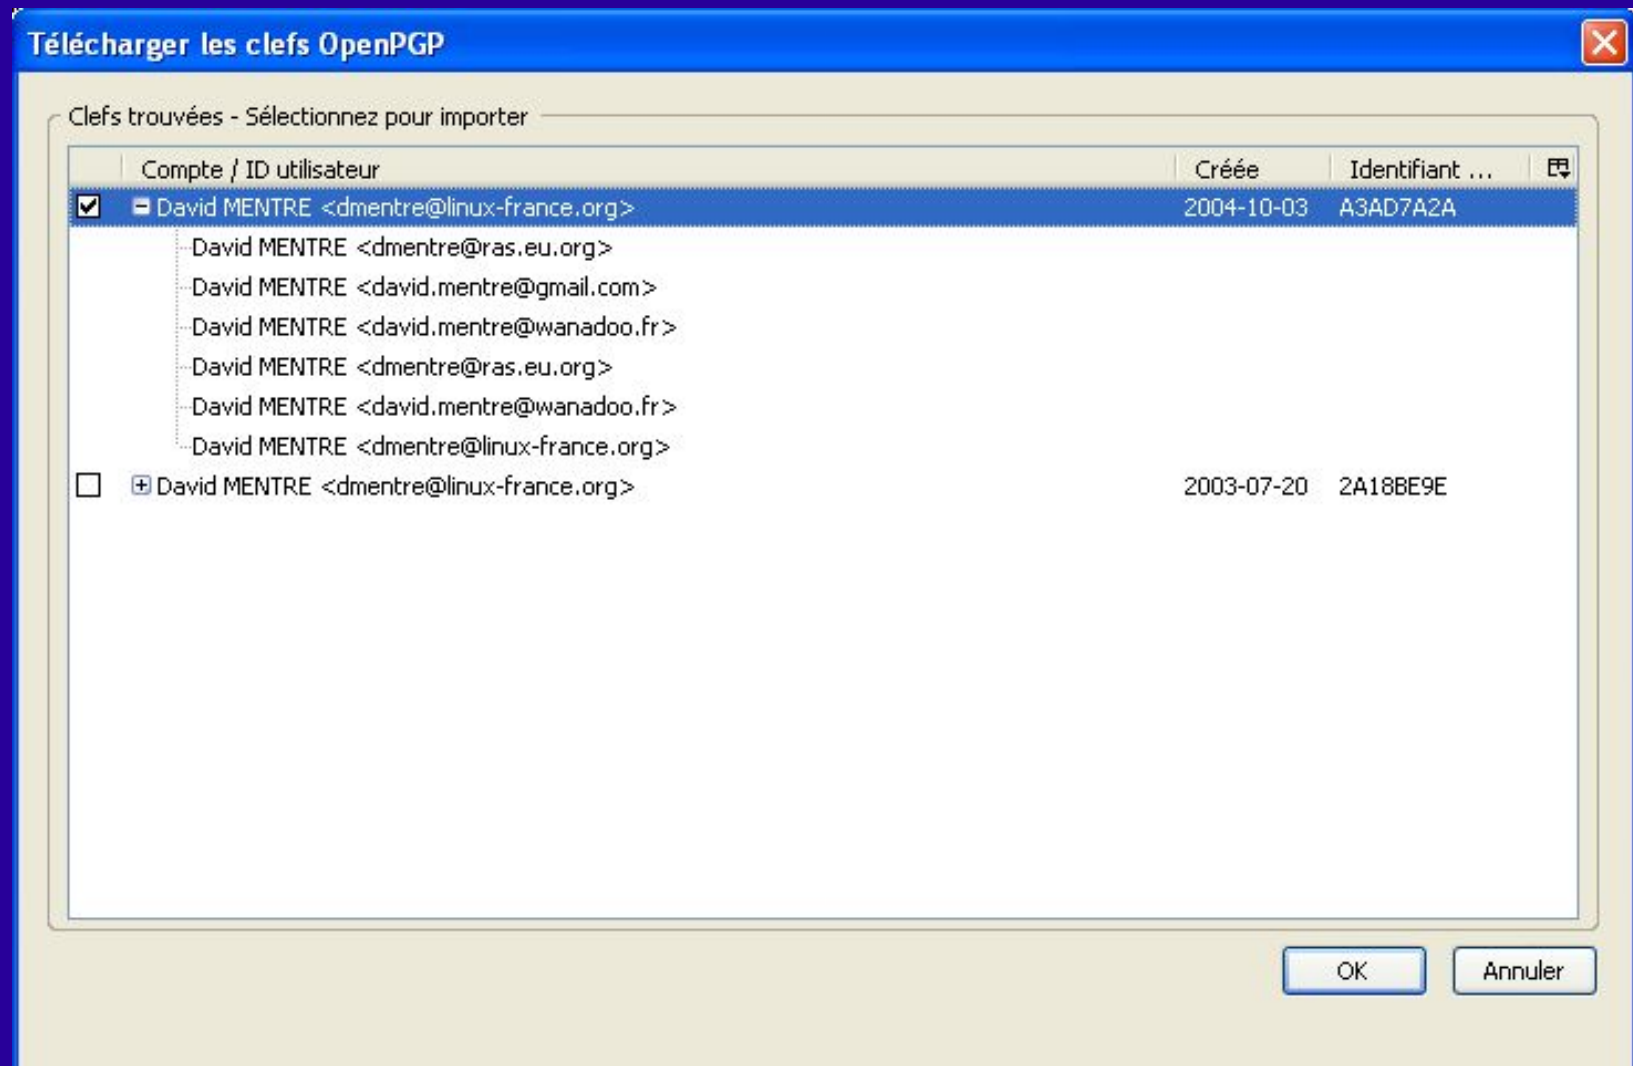 Télécharger les clefs OpenPGP
Clefs trouvées - Sélectionnez pour importer
Compte / ID utilisateur Créée Identifiant ...
David MENTRE <dmentre@linux-france.org> 2004-10-03 A3AD7A2A
David MENTRE <dmentre@ras.eu.org>
David MENTRE <david.mentre@gmail.com>
David MENTRE <david.mentre@wanadoo.fr>
David MENTRE <dmentre@ras.eu.org>
David MENTRE <david.mentre@wanadoo.fr>
David MENTRE <dmentre@linux-france.org>
David MENTRE <dmentre@linux-france.org> 2003-07-20 2A18BE9E
OK Annuler